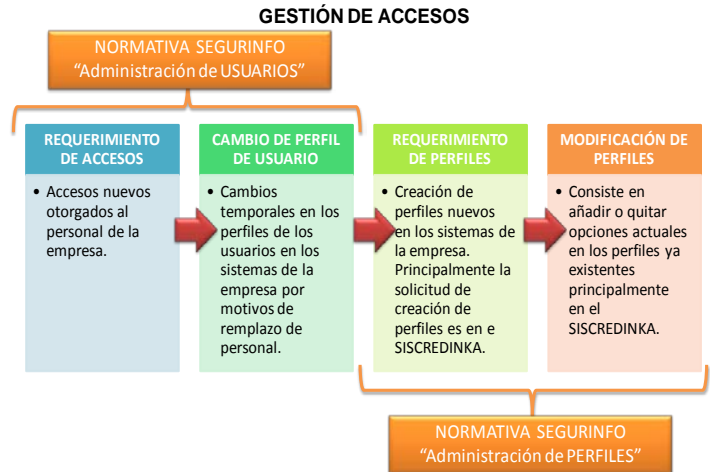 GESTIÓN DE ACCESOS
NORMATIVA SEGURINFO
“Administración de USUARIOS”
REQUERIMIENTO
DE ACCESOS
• Accesos nuevos
otorgados al
personal de la
empresa.
CAMBIO DE PERFIL
DE USUARIO
• Cambios
temporales en los
perfiles de los
usuarios en los
sistemas de la
empresa por
motivos de
remplazo de
personal.
REQUERIMIENTO
DE PERFILES
• Creación de
perfiles nuevos
en los sistemas de
la empresa.
Principalmente la
solicitud de
creación de
perfiles es en e
SISCREDINKA.
MODIFICACIÓN DE
PERFILES
• Consiste en
añadir o quitar
opciones actuales
en los perfiles ya
existentes
principalmente
en el
SISCREDINKA.
NORMATIVA SEGURINFO
“Administración de PERFILES”